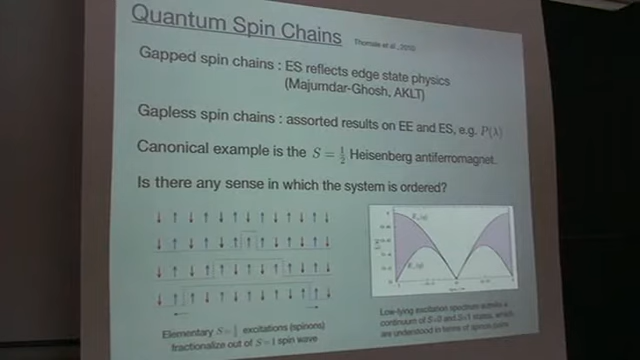 Quantum Spin Chains
Thomale et al., 2010
Gapped spin chains : ES reflects edge state physics
(Majumdar-Ghosh, AKLT)
Gapless spin chains : assorted results on EE and ES, e.g. P(λ)
Canonical example is the S = 1/2 Heisenberg antiferromagnet.
Is there any sense in which the system is ordered?
Elementary S = 1/2 excitations (spinons)
fractionalize out of S = 1 spin wave
Low-lying excitation spectrum admits a
continuum of S=0 and S=1 states, which
are understood in terms of spinon pairs